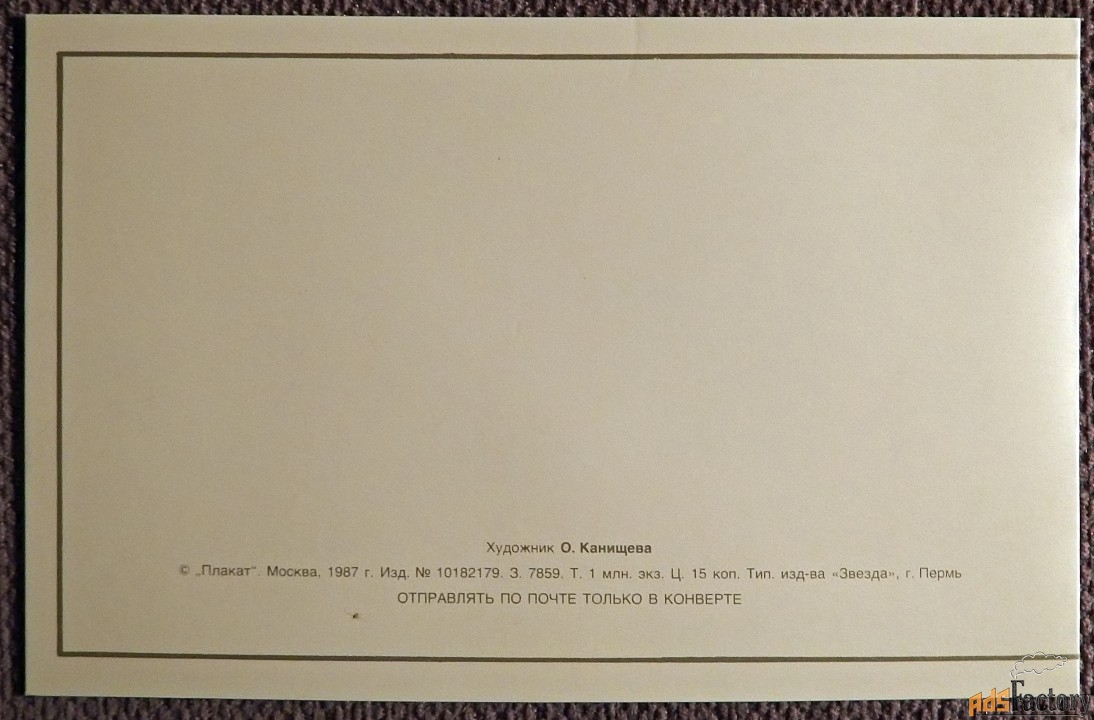 Художник О. Канищева
© „Плакат“. Москва, 1987 г. Изд. № 10182179. З. 7859. Т. 1 млн. экз. Ц. 15 коп. Тип. изд-ва «Звезда», г. Пермь
ОТПРАВЛЯТЬ ПО ПОЧТЕ ТОЛЬКО В КОНВЕРТЕ
AdsFactory